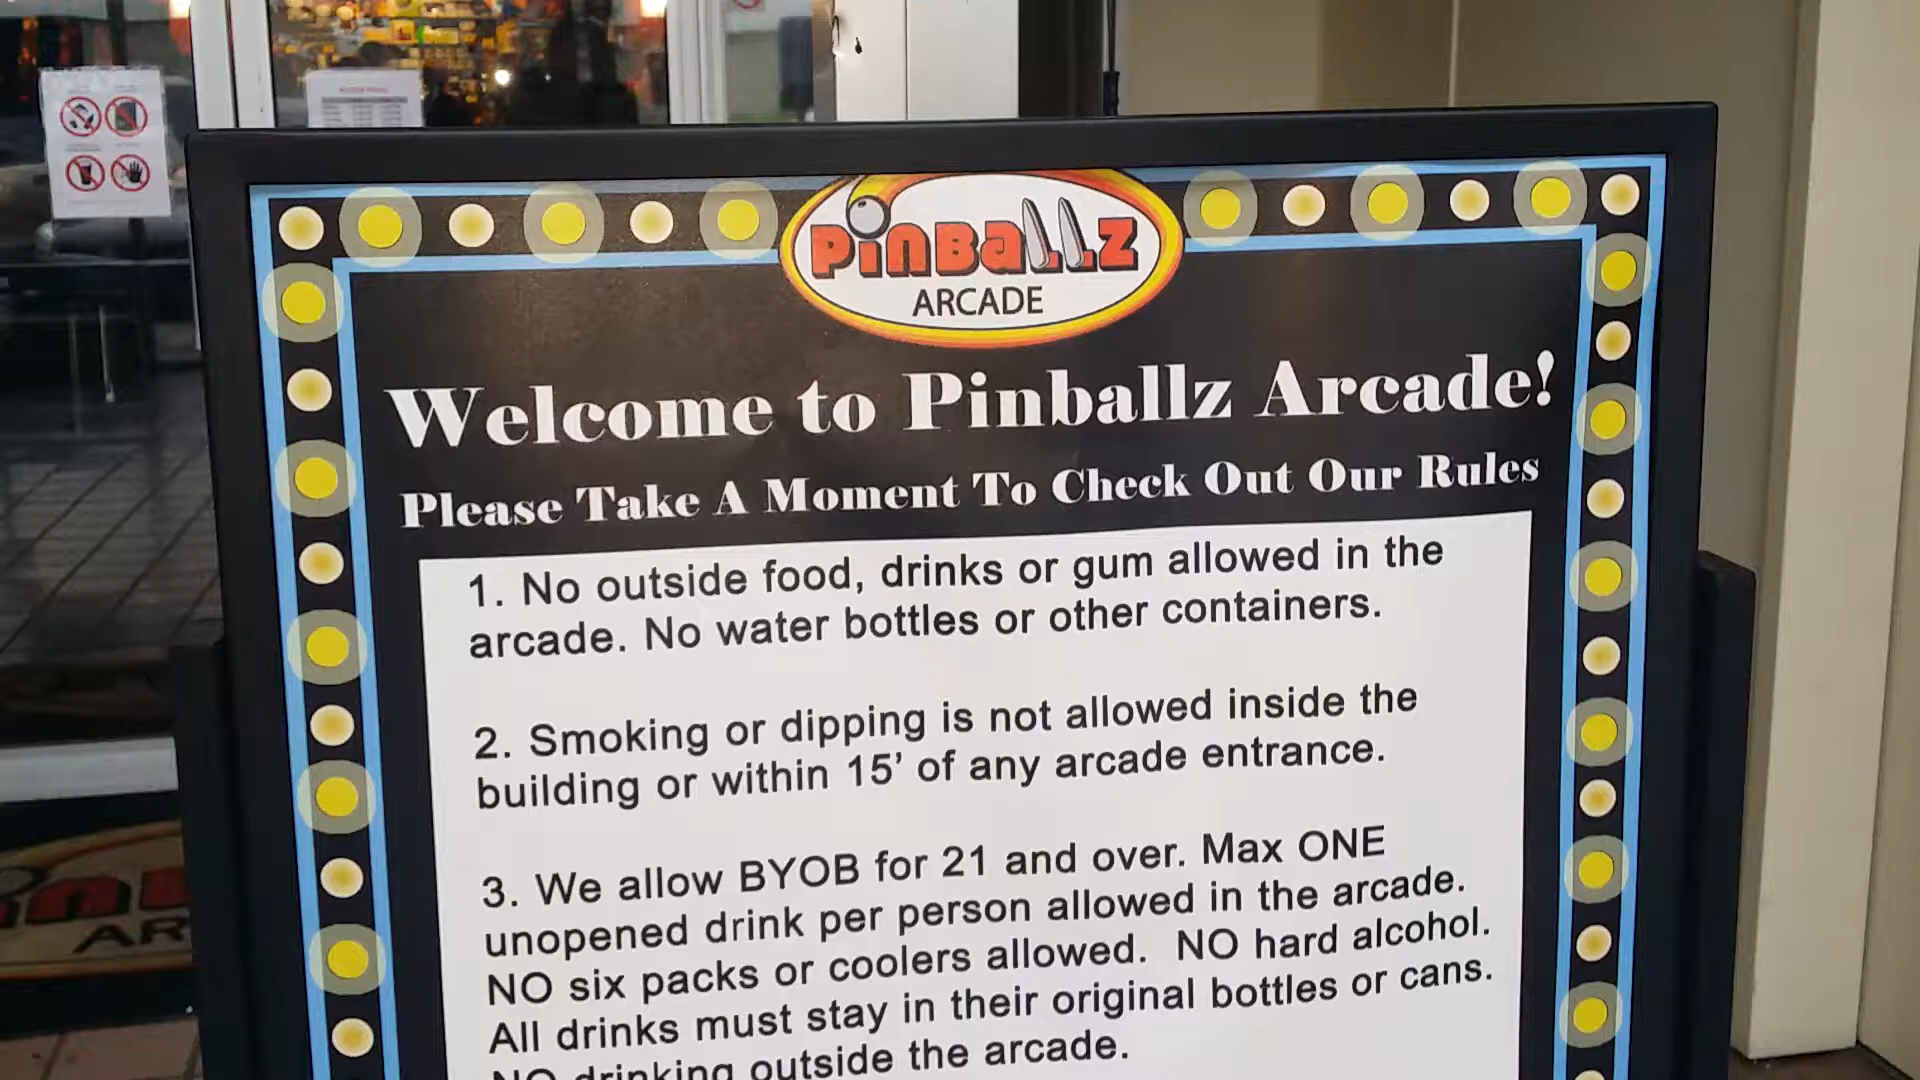 PINBALLZ
ARCADE
Welcome to Pinballz Arcade!
Please Take A Moment To Check Out Our Rules
1. No outside food, drinks or gum allowed in the
arcade. No water bottles or other containers.
2. Smoking or dipping is not allowed inside the
building or within 15’ of any arcade entrance.
3. We allow BYOB for 21 and over. Max ONE
unopened drink per person allowed in the arcade.
NO six packs or coolers allowed. NO hard alcohol.
All drinks must stay in their original bottles or cans.
NO drinking outside the arcade.
AR